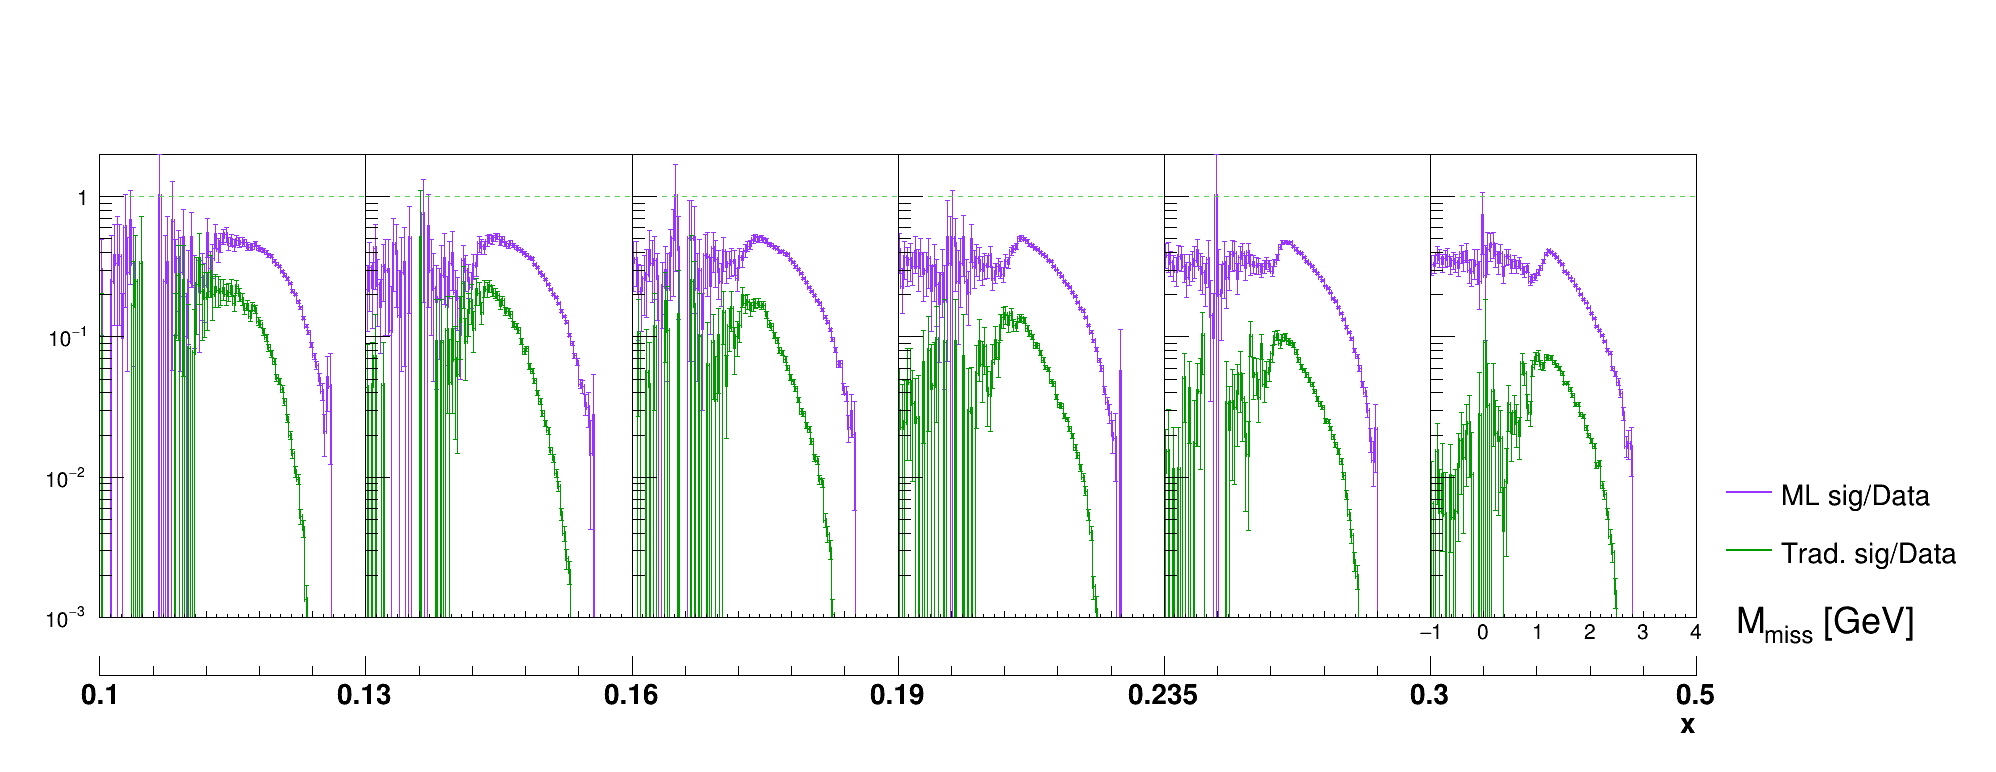 1
10⁻¹
10⁻²
10⁻³
ML sig/Data
Trad. sig/Data
−1 0 1 2 3 4
M_miss [GeV]
0.1 0.13 0.16 0.19 0.235 0.3 0.5
x